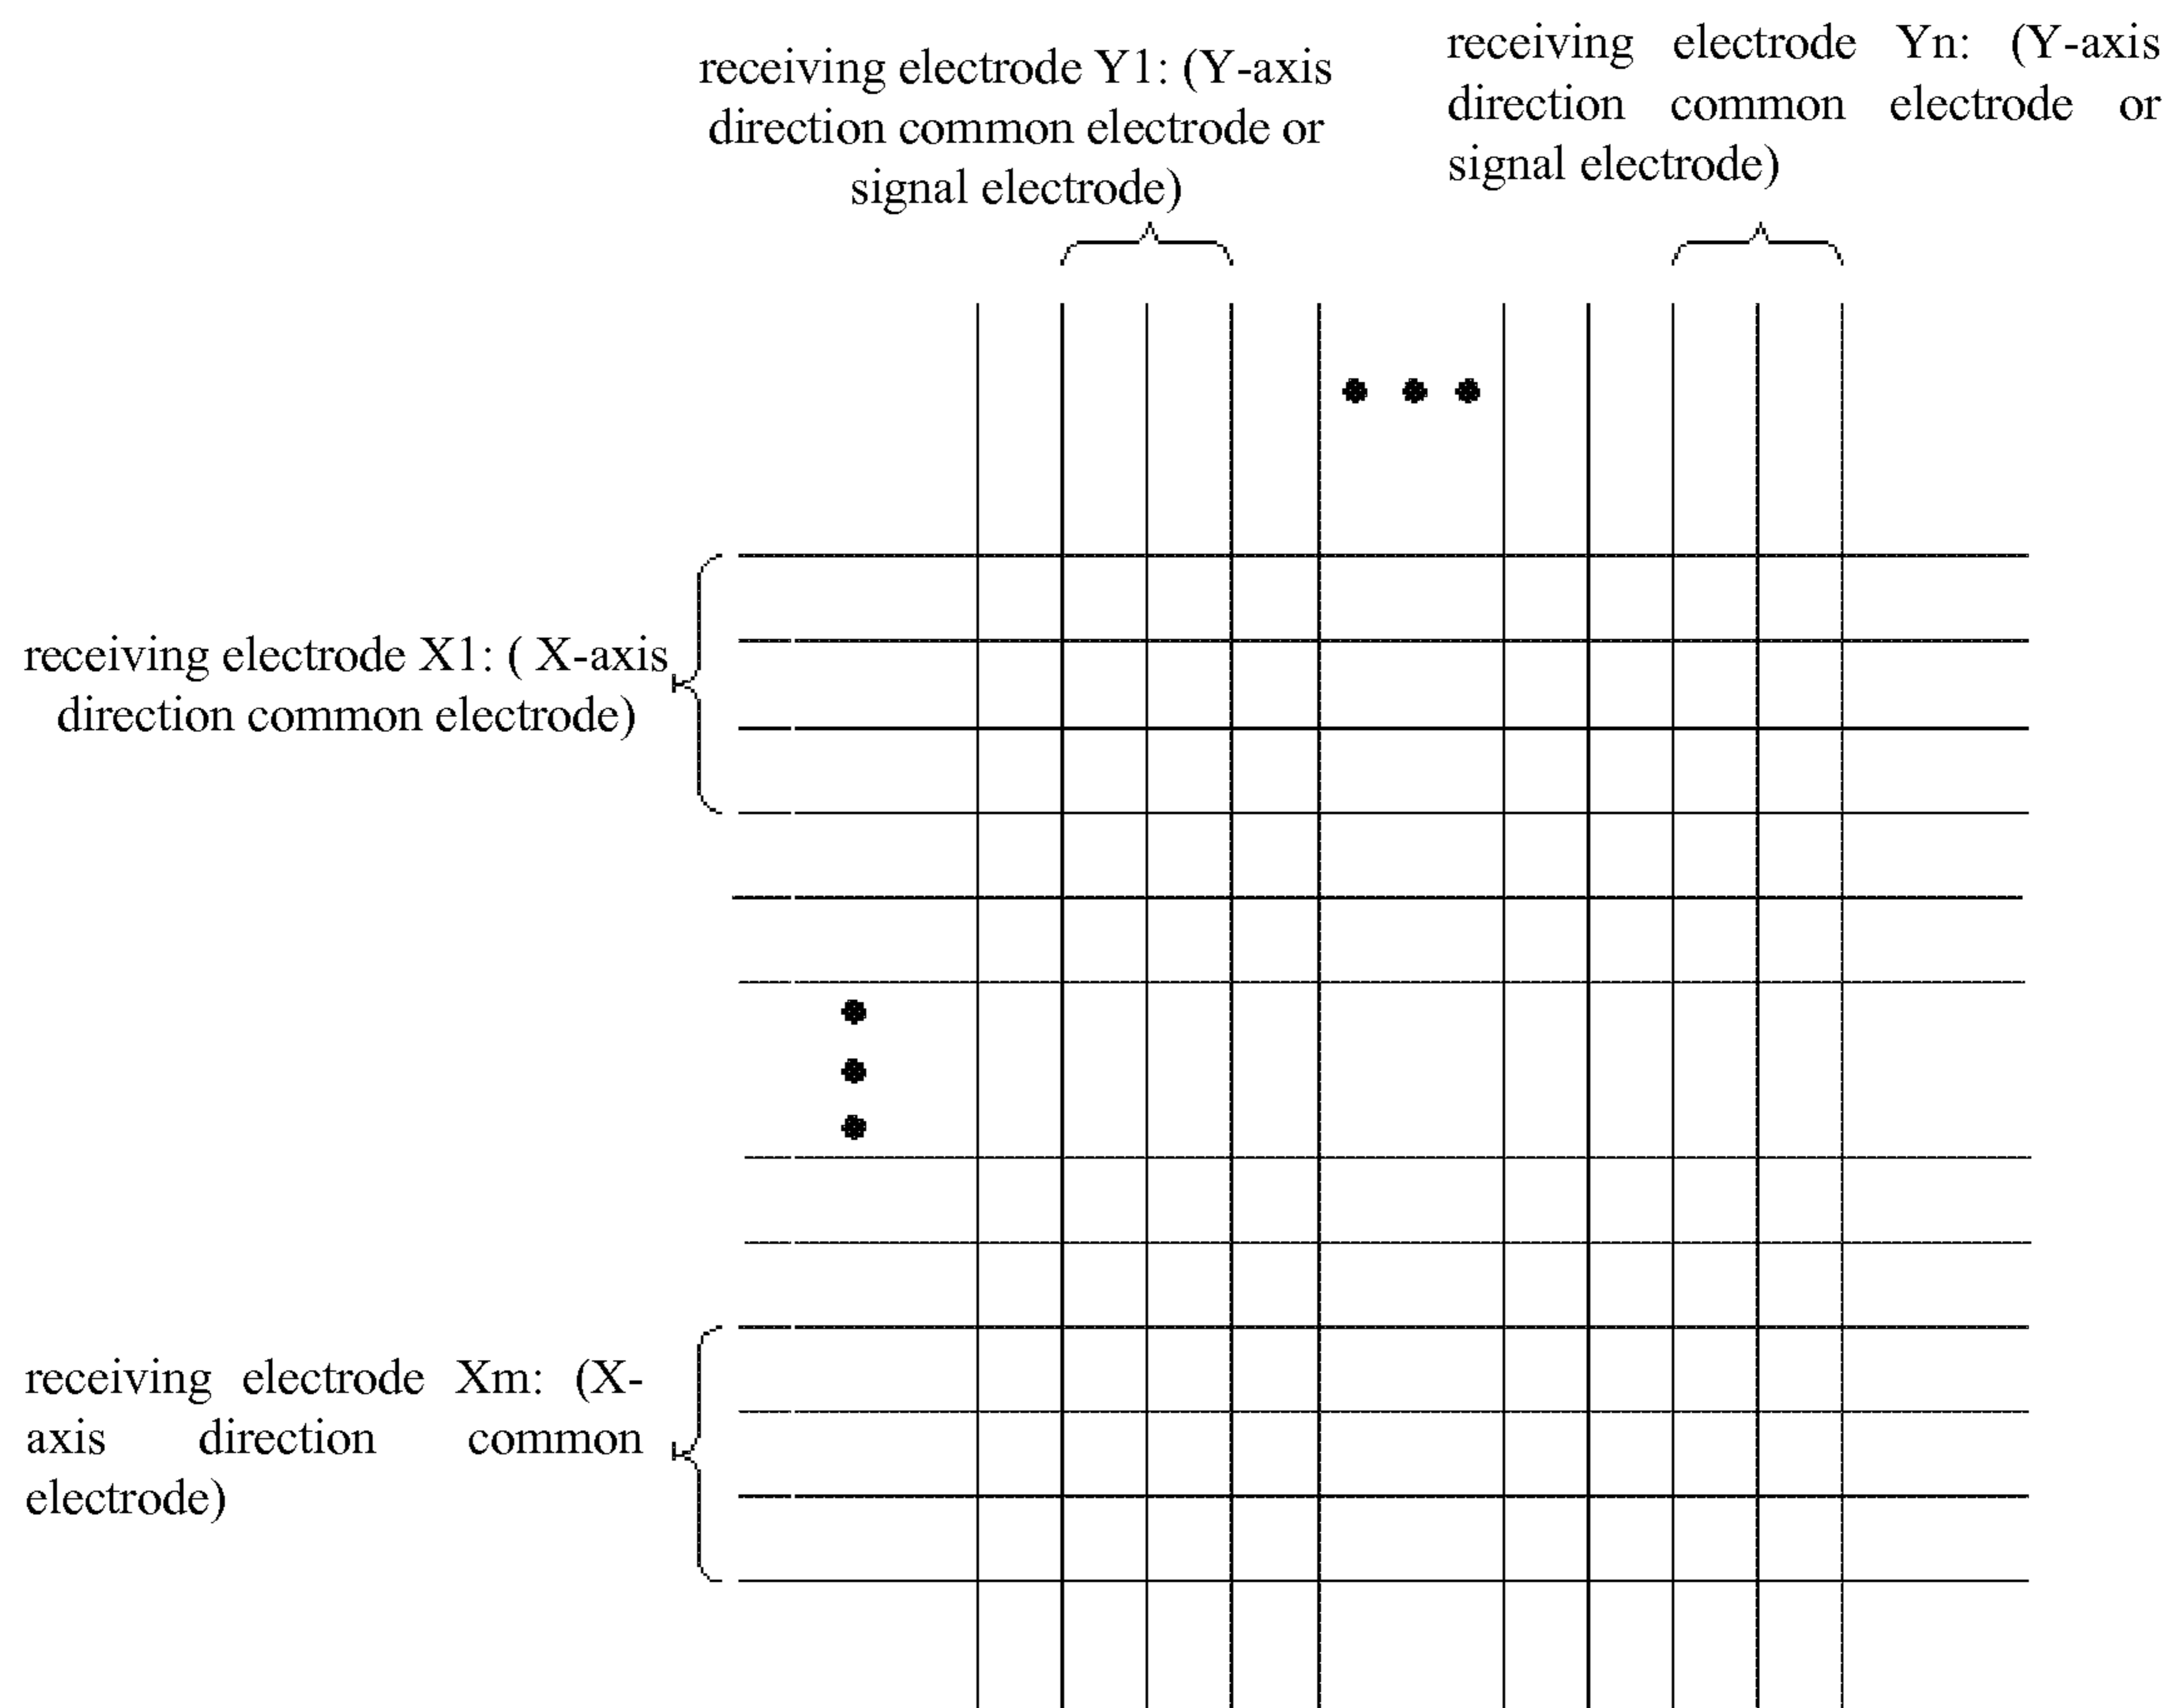 receiving electrode Y1: (Y-axis
direction common electrode or
signal electrode)
receiving electrode Yn: (Y-axis
direction common electrode or
signal electrode)
receiving electrode X1: ( X-axis
direction common electrode)
receiving electrode Xm: (X-
axis direction common
electrode)